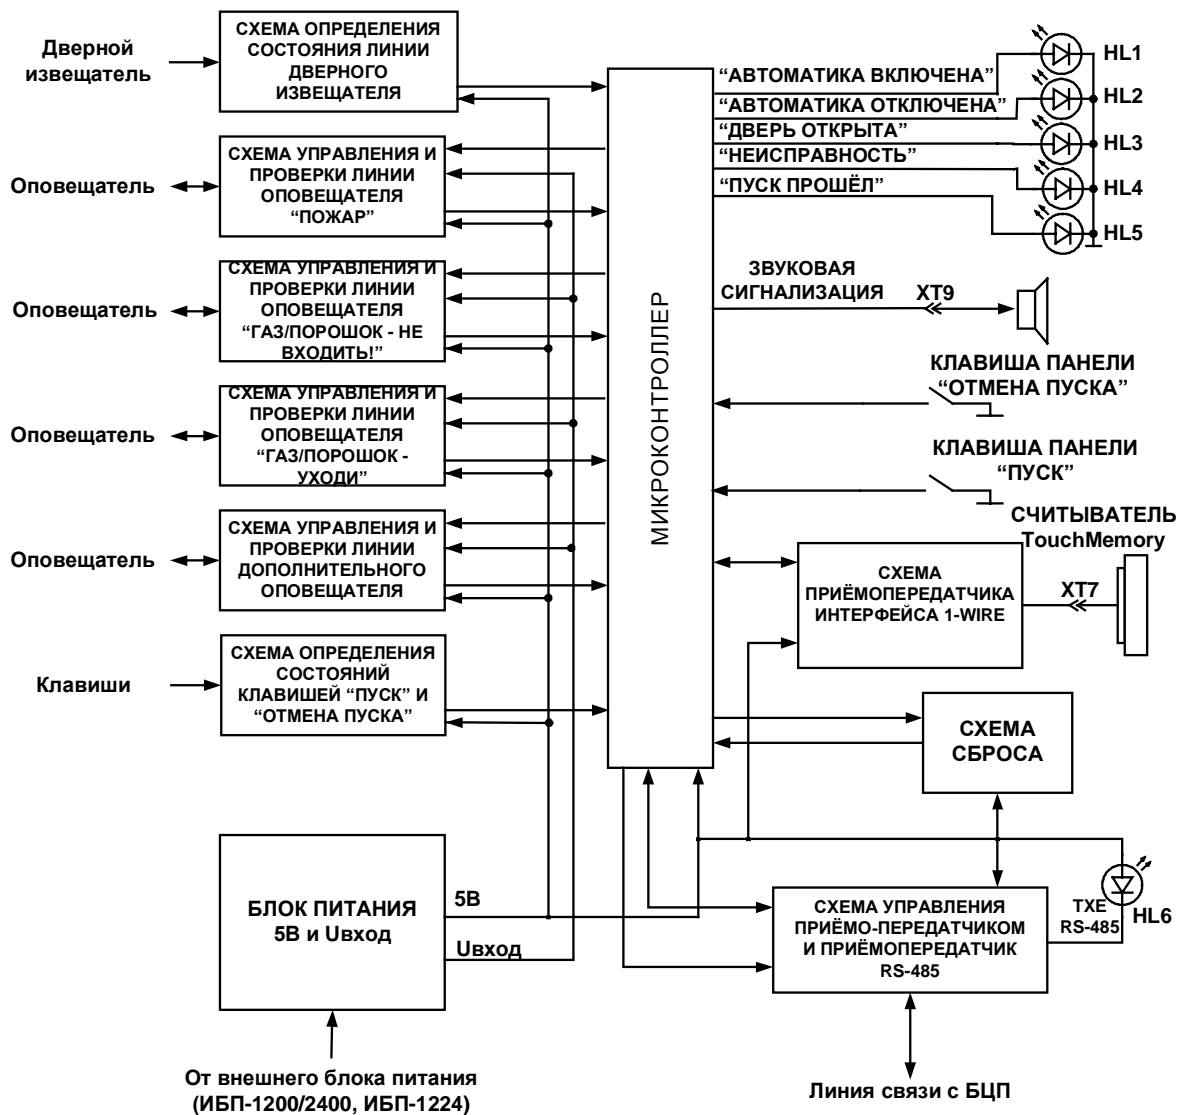 Дверной
извещатель
СХЕМА ОПРЕДЕЛЕНИЯ
СОСТОЯНИЯ ЛИНИИ
ДВЕРНОГО
ИЗВЕЩАТЕЛЯ
Оповещатель
СХЕМА УПРАВЛЕНИЯ И
ПРОВЕРКИ ЛИНИИ
ОПОВЕЩАТЕЛЯ
“ПОЖАР”
Оповещатель
СХЕМА УПРАВЛЕНИЯ И
ПРОВЕРКИ ЛИНИИ
ОПОВЕЩАТЕЛЯ
“ГАЗ/ПОРОШОК - НЕ
ВХОДИТЬ!”
Оповещатель
СХЕМА УПРАВЛЕНИЯ И
ПРОВЕРКИ ЛИНИИ
ОПОВЕЩАТЕЛЯ
“ГАЗ/ПОРОШОК -
УХОДИ”
Оповещатель
СХЕМА УПРАВЛЕНИЯ И
ПРОВЕРКИ ЛИНИИ
ДОПОЛНИТЕЛЬНОГО
ОПОВЕЩАТЕЛЯ
Клавиши
СХЕМА ОПРЕДЕЛЕНИЯ
СОСТОЯНИЙ
КЛАВИШЕЙ “ПУСК” И
“ОТМЕНА ПУСКА”
БЛОК ПИТАНИЯ
5В и Uвход
5В
Uвход
От внешнего блока питания
(ИБП-1200/2400, ИБП-1224)
МИКРОКОНТРОЛЛЕР
“АВТОМАТИКА ВКЛЮЧЕНА”
HL1
“АВТОМАТИКА ОТКЛЮЧЕНА”
HL2
“ДВЕРЬ ОТКРЫТА”
HL3
“НЕИСПРАВНОСТЬ”
HL4
“ПУСК ПРОШЁЛ”
HL5
ЗВУКОВАЯ
СИГНАЛИЗАЦИЯ
XT9
КЛАВИША ПАНЕЛИ
“ОТМЕНА ПУСКА”
КЛАВИША ПАНЕЛИ
“ПУСК”
СЧИТЫВАТЕЛЬ
TouchMemory
СХЕМА
ПРИЁМОПЕРЕДАТЧИКА
ИНТЕРФЕЙСА 1-WIRE
XT7
СХЕМА
СБРОСА
СХЕМА УПРАВЛЕНИЯ
ПРИЁМО-ПЕРЕДАТЧИКОМ
И ПРИЁМОПЕРЕДАТЧИК
RS-485
TXE
RS-485
HL6
Линия связи с БЦП